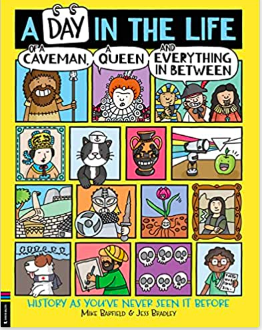 A DAY IN THE LIFE
OF A CAVEMAN, A QUEEN AND EVERYTHING IN BETWEEN
HISTORY AS YOU'VE NEVER SEEN IT BEFORE
MIKE BARFIELD & JESS BRADLEY